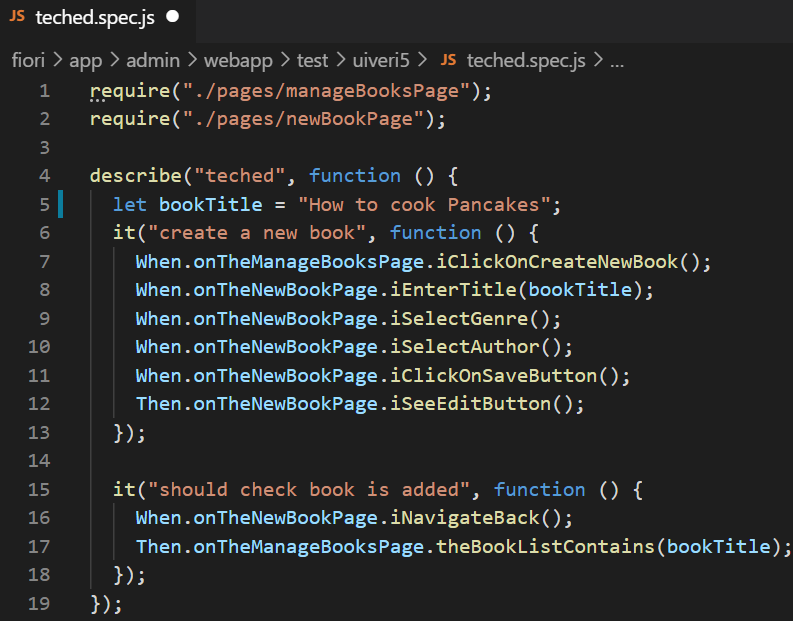 JS teched.spec.js ●
fiori > app > admin > webapp > test > uiveri5 > JS teched.spec.js > ...
1 require("./pages/manageBooksPage");
2 require("./pages/newBookPage");
3
4 describe("teched", function () {
5   let bookTitle = "How to cook Pancakes";
6   it("create a new book", function () {
7     When.onTheManageBooksPage.iClickOnCreateNewBook();
8     When.onTheNewBookPage.iEnterTitle(bookTitle);
9     When.onTheNewBookPage.iSelectGenre();
10     When.onTheNewBookPage.iSelectAuthor();
11     When.onTheNewBookPage.iClickOnSaveButton();
12     Then.onTheNewBookPage.iSeeEditButton();
13   });
14
15   it("should check book is added", function () {
16     When.onTheNewBookPage.iNavigateBack();
17     Then.onTheManageBooksPage.theBookListContains(bookTitle);
18   });
19 });